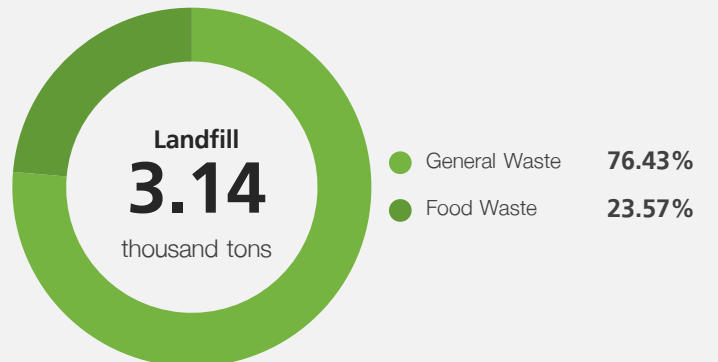 Landfill
3.14
thousand tons
General Waste 76.43%
Food Waste 23.57%